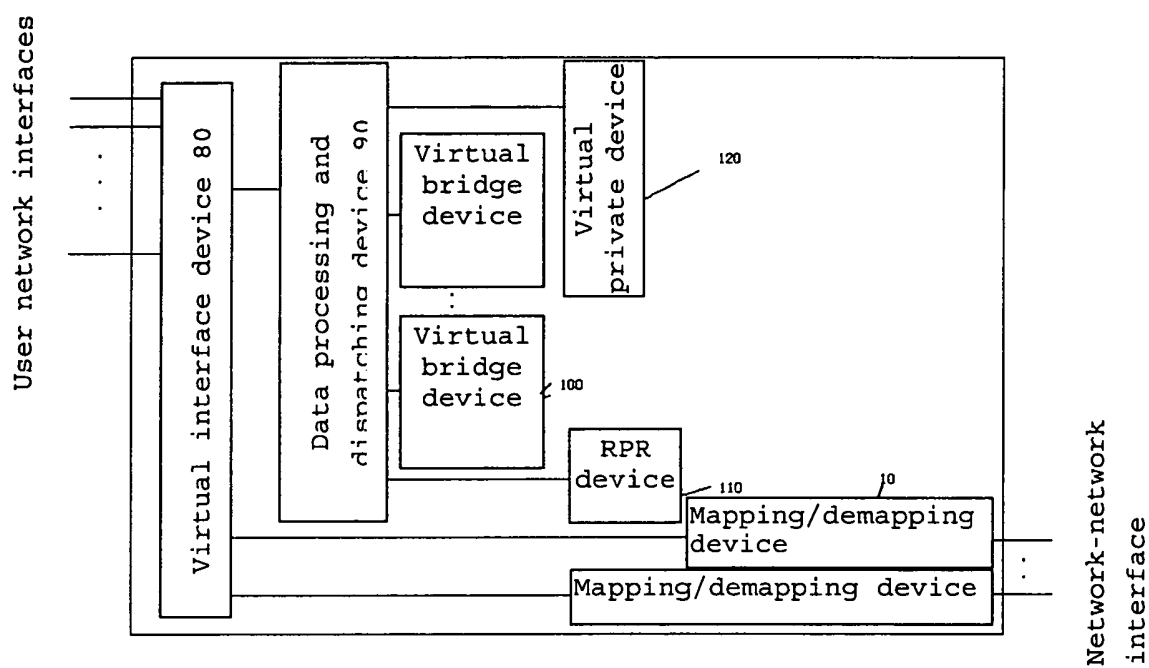 User network interfaces
Virtual interface device 80
Data processing and
dispatching device 90
Virtual
bridge
device
Virtual
private device
120
Virtual
bridge
device
100
RPR
device
110
10
Mapping/demapping
device
Mapping/demapping device
Network-network
interface